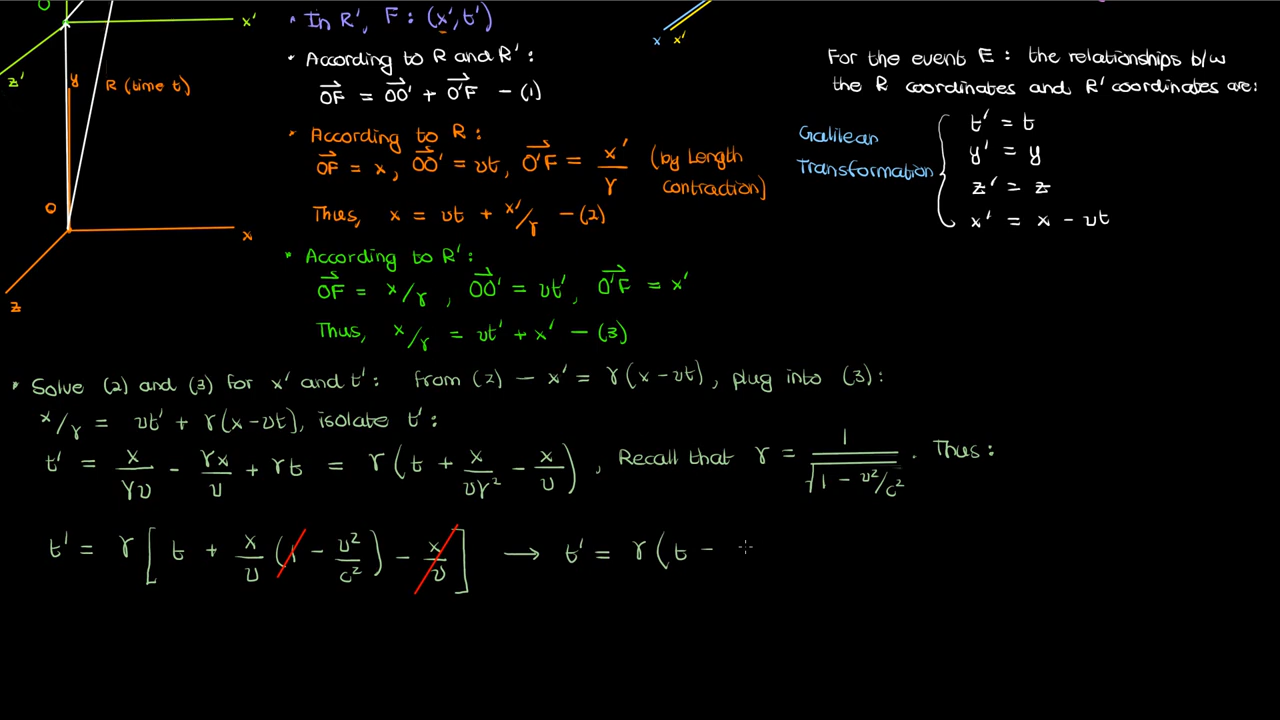 O
x'
z'
y
R (time t)
O
x
z
• In R', F : (x', t')
• According to R and R':
OF⃗ = OO'⃗ + O'F⃗ – (1)
• According to R:
OF⃗ = x, OO'⃗ = vt, O'F⃗ = x'/γ (by Length contraction)
Thus, x = vt + x'/γ – (2)
• According to R':
OF⃗ = x/γ, OO'⃗ = vt', O'F⃗ = x'
Thus, x/γ = vt' + x' – (3)
• Solve (2) and (3) for x' and t': From (2) – x' = γ(x – vt), plug into (3):
x/γ = vt' + γ(x – vt), isolate t':
t' = x/γv – γx/v + γt = γ(t + x/vγ² – x/v), Recall that γ = 1/√(1 – v²/c²). Thus:
t' = γ[t + x/v (1 – v²/c²) – x/v] → t' = γ(t –
x x'
For the event E: the relationships b/w
the R coordinates and R' coordinates are:
Galilean
Transformation
t' = t
y' = y
z' = z
x' = x – vt